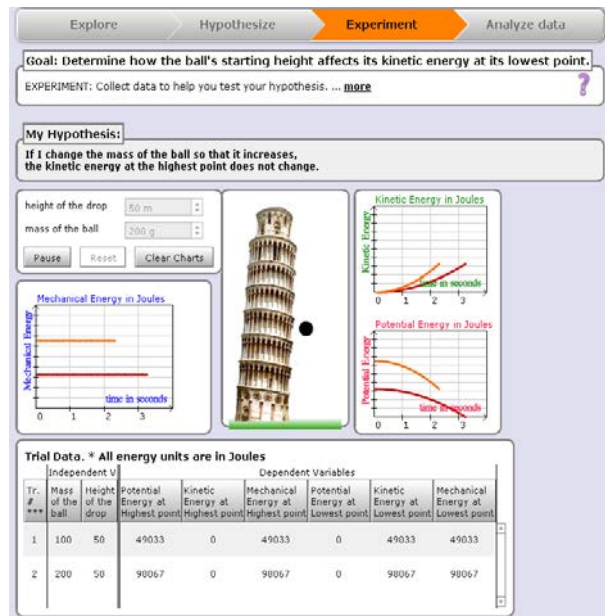 Explore Hypothesize Experiment Analyze data
Goal: Determine how the ball's starting height affects its kinetic energy at its lowest point.
EXPERIMENT: Collect data to help you test your hypothesis. ... more
?
My Hypothesis:
If I change the mass of the ball so that it increases,
the kinetic energy at the highest point does not change.
height of the drop 50 m
mass of the ball 200 g
Pause Reset Clear Charts
Mechanical Energy in Joules
Mechanical Energy
time in seconds
0 1 2 3
Kinetic Energy in Joules
Kinetic Energy
time in seconds
0 1 2 3
Potential Energy in Joules
Potential Energy
time in seconds
0 1 2 3
Trial Data. * All energy units are in Joules
Independent V Dependent Variables
Tr. Mass Height Potential Kinetic Mechanical Potential Kinetic Mechanical
# of the of the Energy at Energy at Energy at Energy at Energy at Energy at
*** ball drop Highest point Highest point Highest point Lowest point Lowest point Lowest point
1 100 50 49033 0 49033 0 49033 49033
2 200 50 98067 0 98067 0 98067 98067